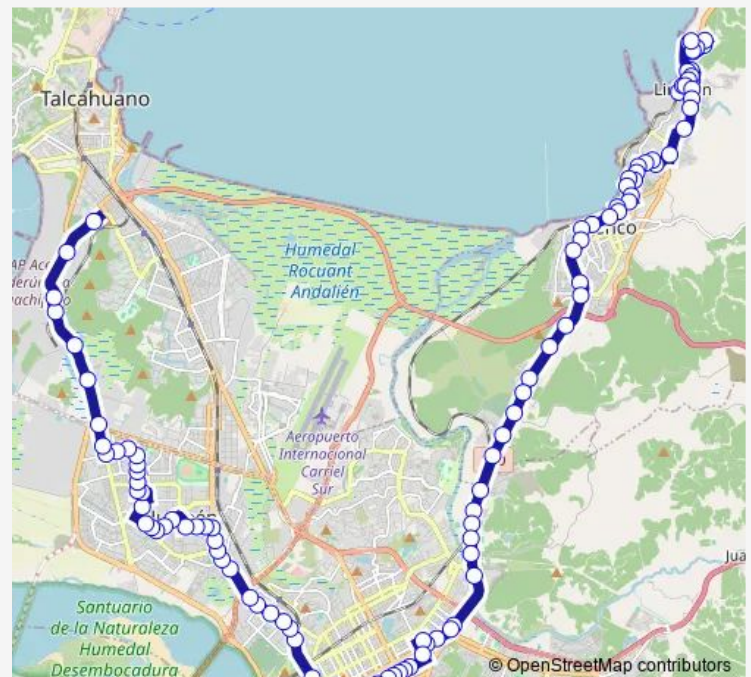 Talcahuano
Humedal
Rocuant
Andalién
Aeropuerto
Internacional
Carriel
Sur
Santuario
de la Naturaleza
Humedal
Desembocadura
© OpenStreetMap contributors